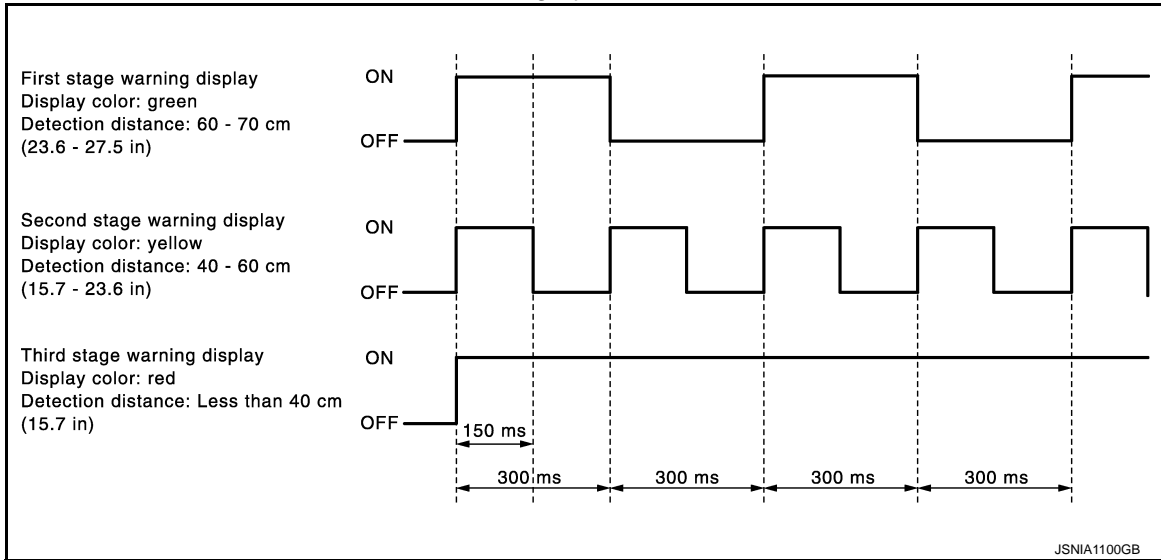 First stage warning display
Display color: green
Detection distance: 60 - 70 cm
(23.6 - 27.5 in)
ON
OFF
Second stage warning display
Display color: yellow
Detection distance: 40 - 60 cm
(15.7 - 23.6 in)
ON
OFF
Third stage warning display
Display color: red
Detection distance: Less than 40 cm
(15.7 in)
ON
OFF
150 ms
300 ms
300 ms
300 ms
300 ms
JSNIA1100GB